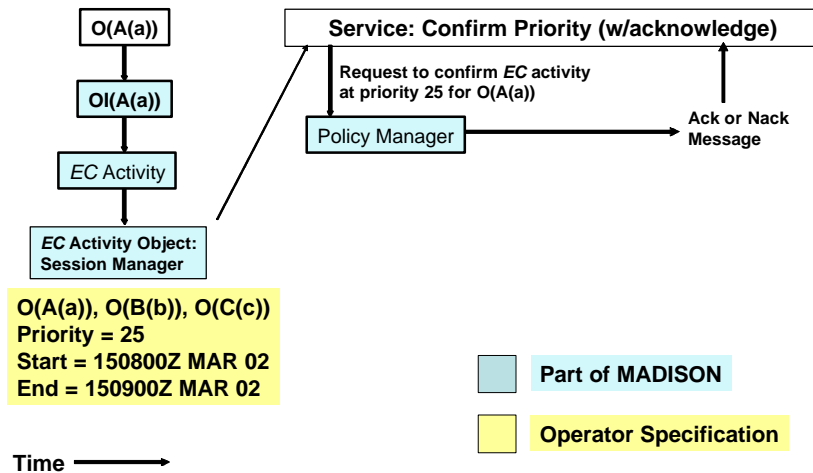 O(A(a))
OI(A(a))
EC Activity
EC Activity Object:
Session Manager
O(A(a)), O(B(b)), O(C(c))
Priority = 25
Start = 150800Z MAR 02
End = 150900Z MAR 02
Time
Service: Confirm Priority (w/acknowledge)
Request to confirm EC activity
at priority 25 for O(A(a))
Policy Manager
Ack or Nack
Message
Part of MADISON
Operator Specification